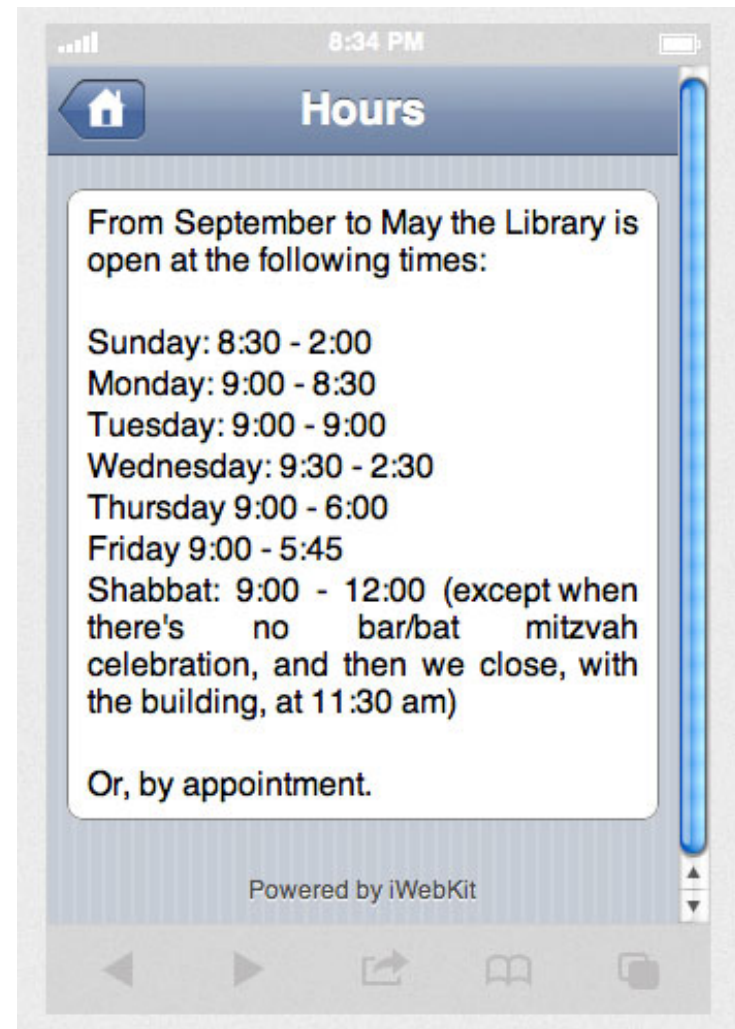 8:34 PM
Hours
From September to May the Library is
open at the following times:
Sunday: 8:30 - 2:00
Monday: 9:00 - 8:30
Tuesday: 9:00 - 9:00
Wednesday: 9:30 - 2:30
Thursday 9:00 - 6:00
Friday 9:00 - 5:45
Shabbat: 9:00 - 12:00 (except when
there's no bar/bat mitzvah
celebration, and then we close, with
the building, at 11:30 am)
Or, by appointment.
Powered by iWebKit